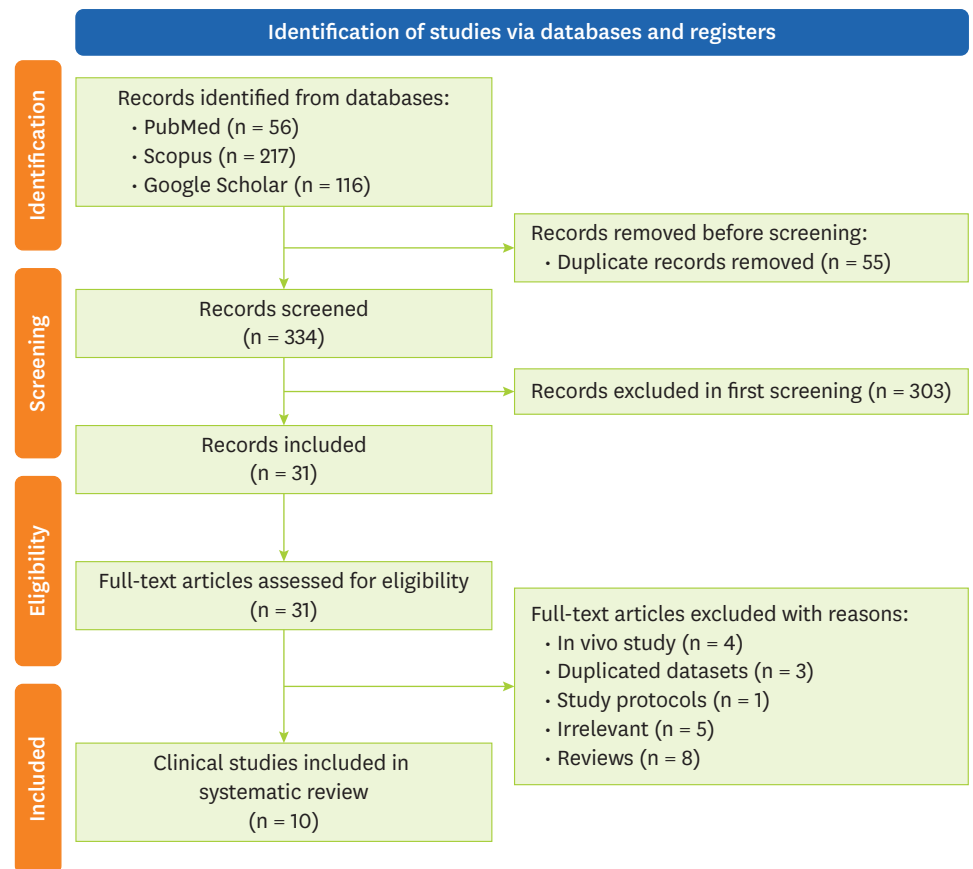 Identification of studies via databases and registers
Identification
Records identified from databases:
• PubMed (n = 56)
• Scopus (n = 217)
• Google Scholar (n = 116)
Records removed before screening:
• Duplicate records removed (n = 55)
Screening
Records screened
(n = 334)
Records excluded in first screening (n = 303)
Records included
(n = 31)
Eligibility
Full-text articles assessed for eligibility
(n = 31)
Full-text articles excluded with reasons:
• In vivo study (n = 4)
• Duplicated datasets (n = 3)
• Study protocols (n = 1)
• Irrelevant (n = 5)
• Reviews (n = 8)
Included
Clinical studies included in
systematic review
(n = 10)